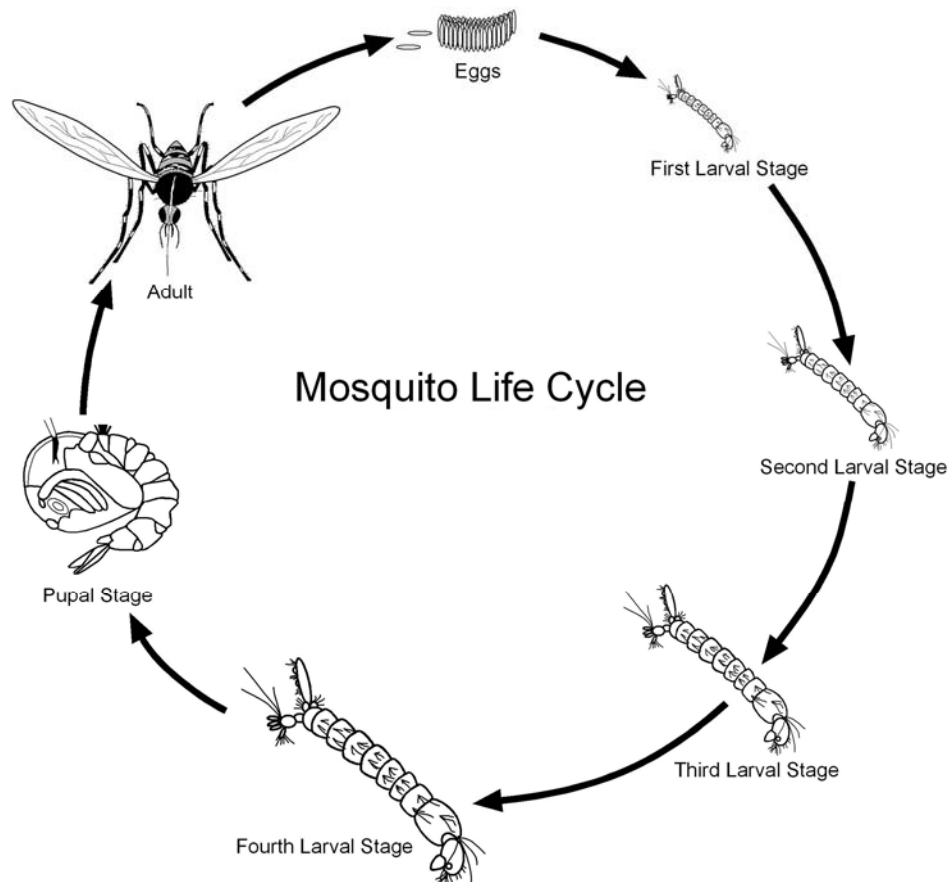 Eggs
First Larval Stage
Adult
Mosquito Life Cycle
Second Larval Stage
Pupal Stage
Third Larval Stage
Fourth Larval Stage